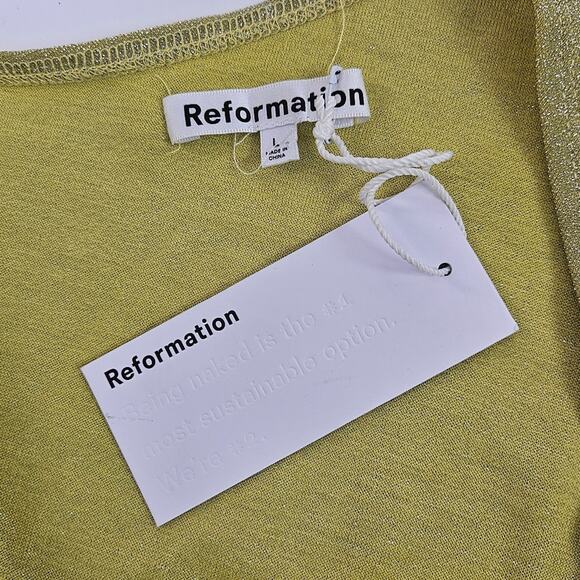 Reformation
L
MADE IN
CHINA
Reformation
Being naked is the #1
most sustainable option.
We're #2.